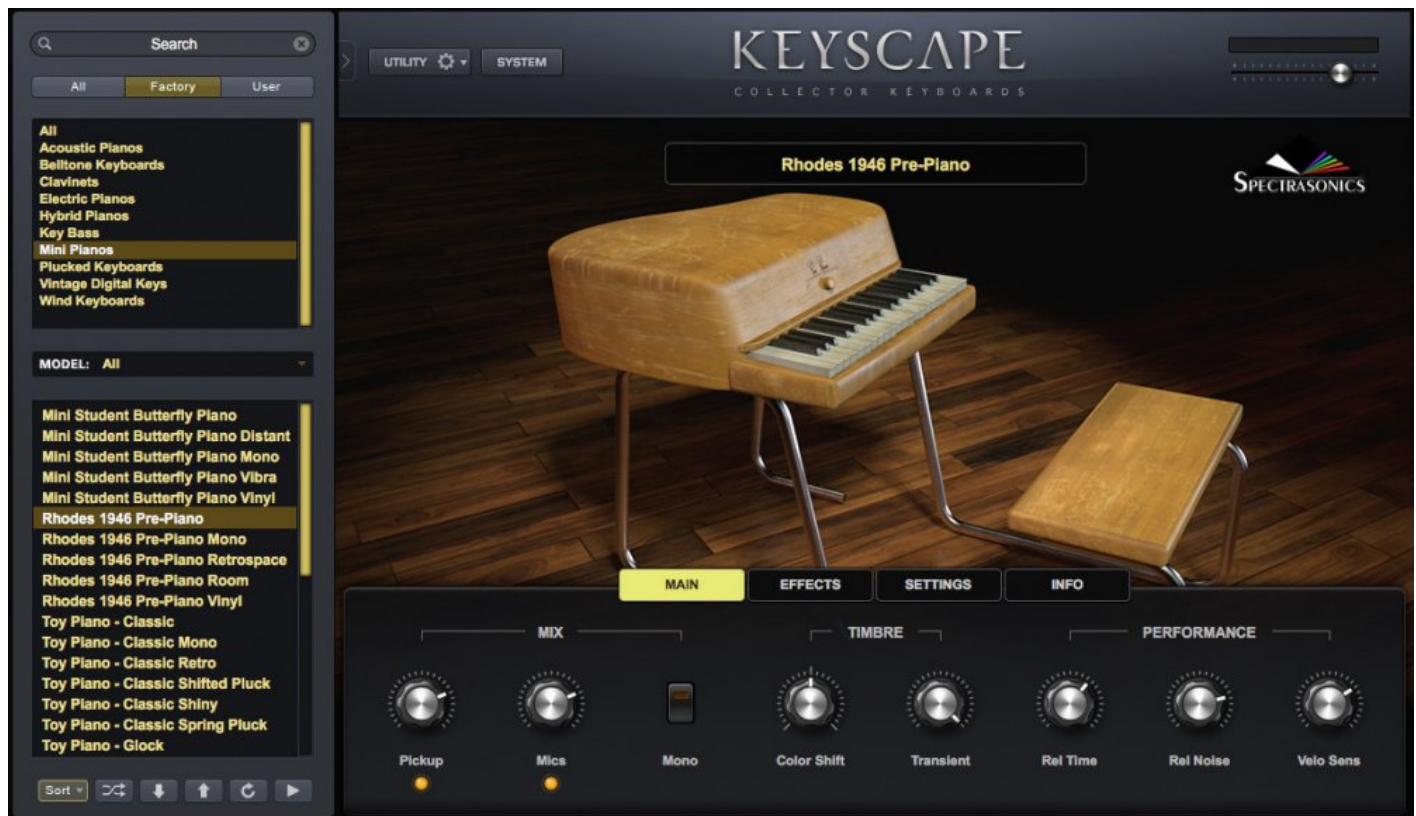 Search
All Factory User
All
Acoustic Pianos
Belltone Keyboards
Clavinets
Electric Pianos
Hybrid Pianos
Key Bass
Mini Pianos
Plucked Keyboards
Vintage Digital Keys
Wind Keyboards
MODEL: All
Mini Student Butterfly Piano
Mini Student Butterfly Piano Distant
Mini Student Butterfly Piano Mono
Mini Student Butterfly Piano Vibra
Mini Student Butterfly Piano Vinyl
Rhodes 1946 Pre-Piano
Rhodes 1946 Pre-Piano Mono
Rhodes 1946 Pre-Piano Retrospace
Rhodes 1946 Pre-Piano Room
Rhodes 1946 Pre-Piano Vinyl
Toy Piano - Classic
Toy Piano - Classic Mono
Toy Piano - Classic Retro
Toy Piano - Classic Shifted Pluck
Toy Piano - Classic Shiny
Toy Piano - Classic Spring Pluck
Toy Piano - Glock
Sort
UTILITY SYSTEM
KEYSCAPE
COLLECTOR KEYBOARDS
Rhodes 1946 Pre-Piano
SPECTRASONICS
MAIN EFFECTS SETTINGS INFO
MIX TIMBRE PERFORMANCE
Pickup Mics Mono Color Shift Transient Rel Time Rel Noise Velo Sens